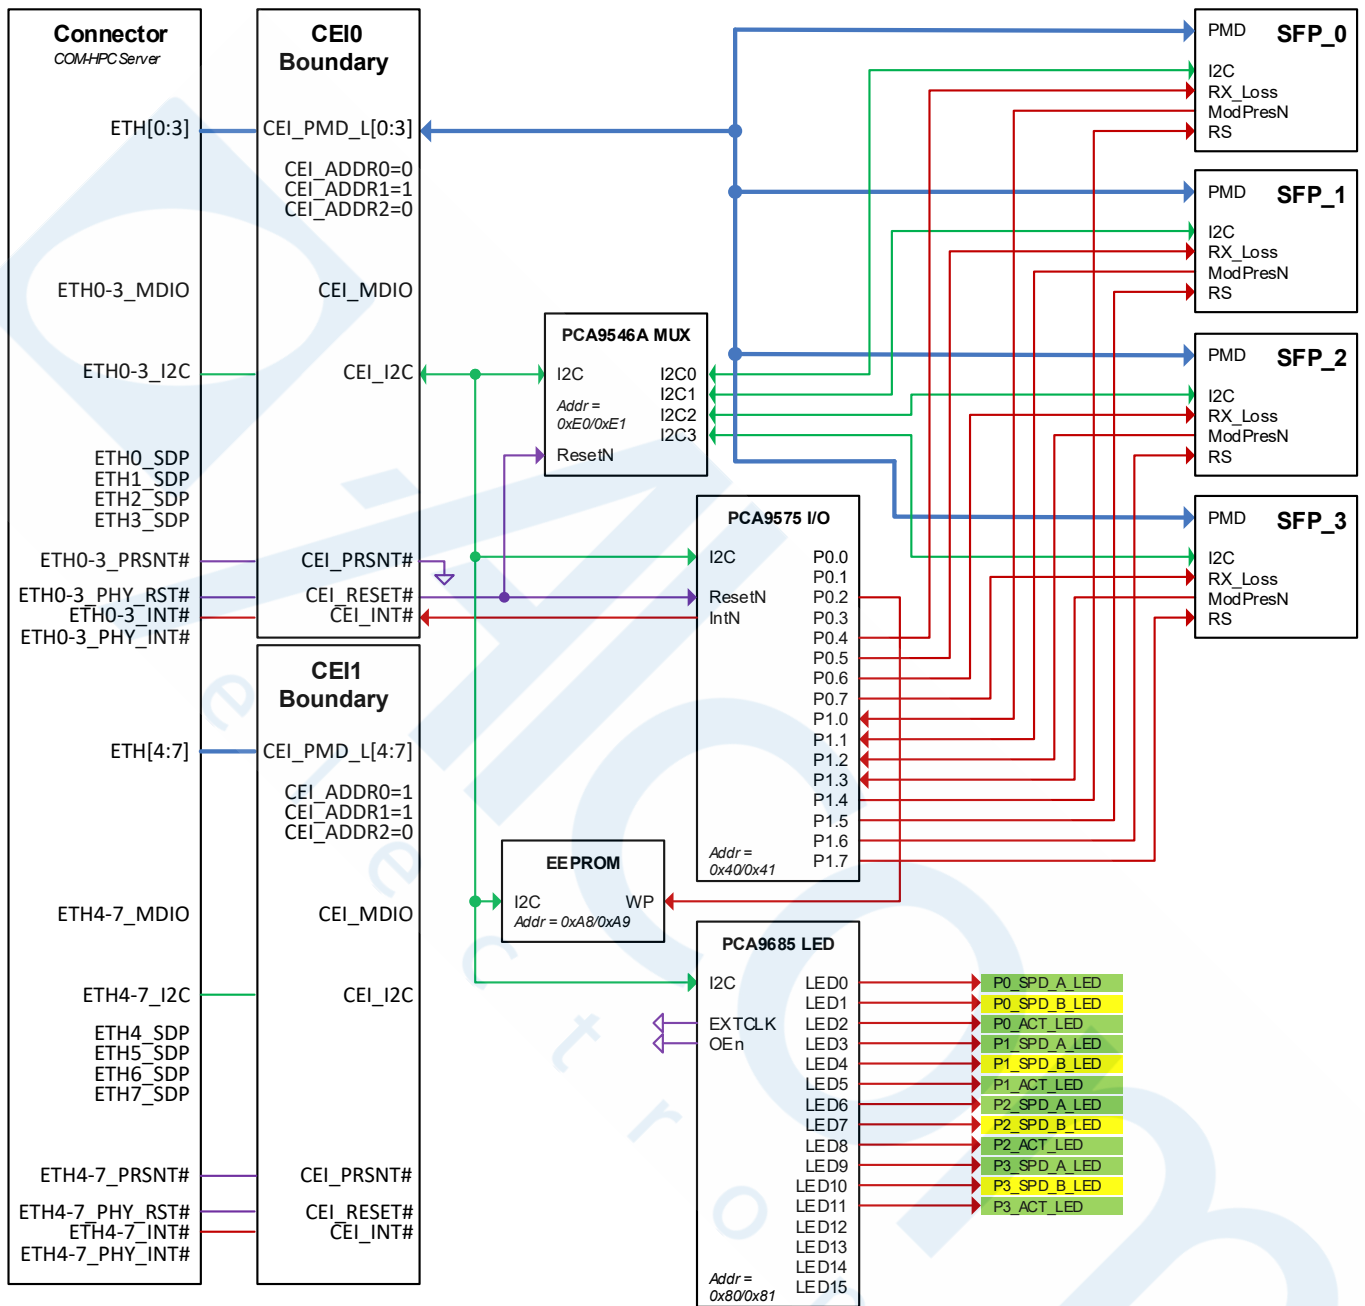 Connector
COM-HPC Server
ETH[0:3]
ETH0-3_MDIO
ETH0-3_I2C
ETH0_SDP
ETH1_SDP
ETH2_SDP
ETH3_SDP
ETH0-3_PRSNT#
ETH0-3_PHY_RST#
ETH0-3_INT#
ETH0-3_PHY_INT#
ETH[4:7]
ETH4-7_MDIO
ETH4-7_I2C
ETH4_SDP
ETH5_SDP
ETH6_SDP
ETH7_SDP
ETH4-7_PRSNT#
ETH4-7_PHY_RST#
ETH4-7_INT#
ETH4-7_PHY_INT#
CEI0
Boundary
CEI_PMD_L[0:3]
CEI_ADDR0=0
CEI_ADDR1=1
CEI_ADDR2=0
CEI_MDIO
CEI_I2C
CEI_PRSNT#
CEI_RESET#
CEI_INT#
CEI1
Boundary
CEI_PMD_L[4:7]
CEI_ADDR0=1
CEI_ADDR1=1
CEI_ADDR2=0
CEI_MDIO
CEI_I2C
CEI_PRSNT#
CEI_RESET#
CEI_INT#
PCA9546A MUX
I2C
Addr =
0xE0/0xE1
ResetN
I2C0
I2C1
I2C2
I2C3
PCA9575 I/O
I2C
ResetN
IntN
Addr =
0x40/0x41
P0.0
P0.1
P0.2
P0.3
P0.4
P0.5
P0.6
P0.7
P1.0
P1.1
P1.2
P1.3
P1.4
P1.5
P1.6
P1.7
EEPROM
I2C
WP
Addr = 0xA8/0xA9
PCA9685 LED
I2C
EXTCLK
OEn
Addr =
0x80/0x81
LED0
LED1
LED2
LED3
LED4
LED5
LED6
LED7
LED8
LED9
LED10
LED11
LED12
LED13
LED14
LED15
P0_SPD_A_LED
P0_SPD_B_LED
P0_ACT_LED
P1_SPD_A_LED
P1_SPD_B_LED
P1_ACT_LED
P2_SPD_A_LED
P2_SPD_B_LED
P2_ACT_LED
P3_SPD_A_LED
P3_SPD_B_LED
P3_ACT_LED
PMD SFP_0
I2C
RX_Loss
ModPresN
RS
PMD SFP_1
I2C
RX_Loss
ModPresN
RS
PMD SFP_2
I2C
RX_Loss
ModPresN
RS
PMD SFP_3
I2C
RX_Loss
ModPresN
RS